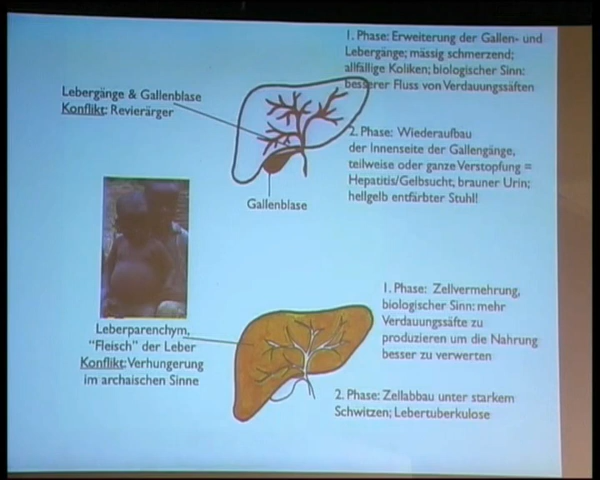 1. Phase: Erweiterung der Gallen- und
Lebergänge; mässig schmerzend;
allfällige Koliken; biologischer Sinn:
besserer Fluss von Verdauungssäften
Lebergänge & Gallenblase
Konflikt: Revierärger
2. Phase: Wiederaufbau
der Innenseite der Gallengänge,
teilweise oder ganze Verstopfung =
Hepatitis/Gelbsucht, brauner Urin;
hellgelb entfärbter Stuhl!
Gallenblase
1. Phase: Zellvermehrung,
biologischer Sinn: mehr
Verdauungssäfte zu
produzieren um die Nahrung
besser zu verwerten
Leberparenchym,
"Fleisch" der Leber
Konflikt: Verhungerung
im archaischen Sinne
2. Phase: Zellabbau unter starkem
Schwitzen; Lebertuberkulose